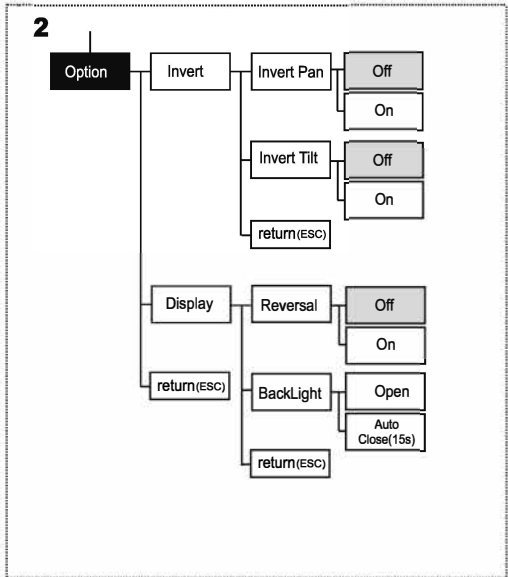 2
Option
Invert
Invert Pan
Off
On
Invert Tilt
Off
On
return(ESC)
Display
Reversal
Off
On
return(ESC)
BackLight
Open
Auto
Close(15s)
return(ESC)